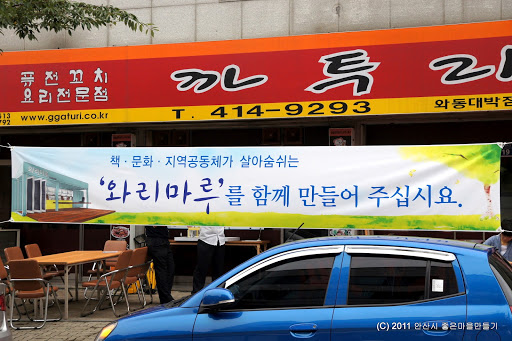 퓨전꼬치
요리전문점
까투리
www.ggaturi.co.kr
T. 414-9293
와동대박점
책·문화·지역공동체가 살아숨쉬는
'와리마루'를 함께 만들어 주십시요.
(C) 2011 안산시 좋은마을만들기